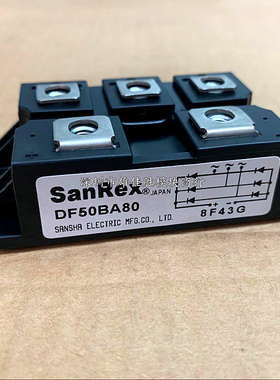 SanRex® JAPAN
DF50BA80
SANSHA ELECTRIC MFG.CO., LTD.
~ ~ ~
- +
8F43G